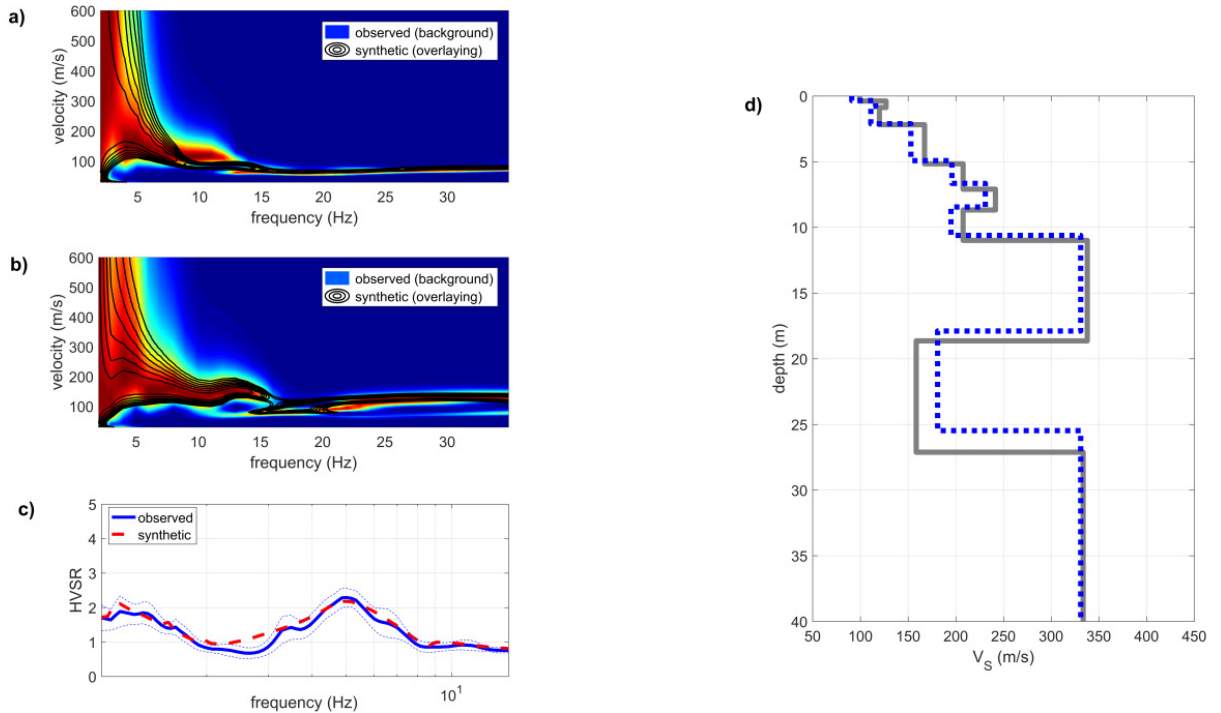 a)
600
500
400
300
200
100
velocity (m/s)
observed (background)
synthetic (overlaying)
5 10 15 20 25 30
frequency (Hz)
b)
600
500
400
300
200
100
velocity (m/s)
observed (background)
synthetic (overlaying)
5 10 15 20 25 30
frequency (Hz)
c)
5
4
3
2
1
0
HVSR
observed
synthetic
10¹
frequency (Hz)
d)
0
5
10
15
20
25
30
35
40
depth (m)
50 100 150 200 250 300 350 400 450
V_S (m/s)